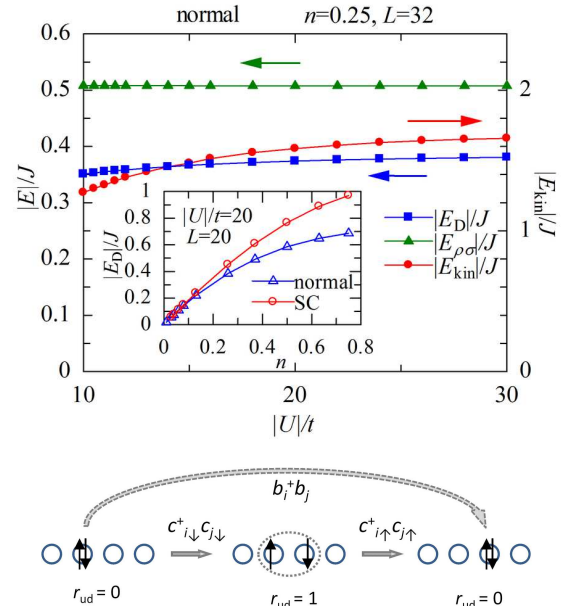 normal n=0.25, L=32
0.6
0.5
0.4
0.3
0.2
0.1
0
|E|/J
2
1
0
|E_kin|/J
|E_D|/J
|E_ρσ|/J
|E_kin|/J
1
0.8
0.6
0.4
0.2
0
|E_D|/J
|U|/t=20
L=20
normal
SC
0 0.2 0.4 0.6 0.8
n
10 20 30
|U|/t
b_i^+ b_j
c^+_{i↓} c_{j↓} c^+_{i↑} c_{j↑}
r_ud = 0 r_ud = 1 r_ud = 0